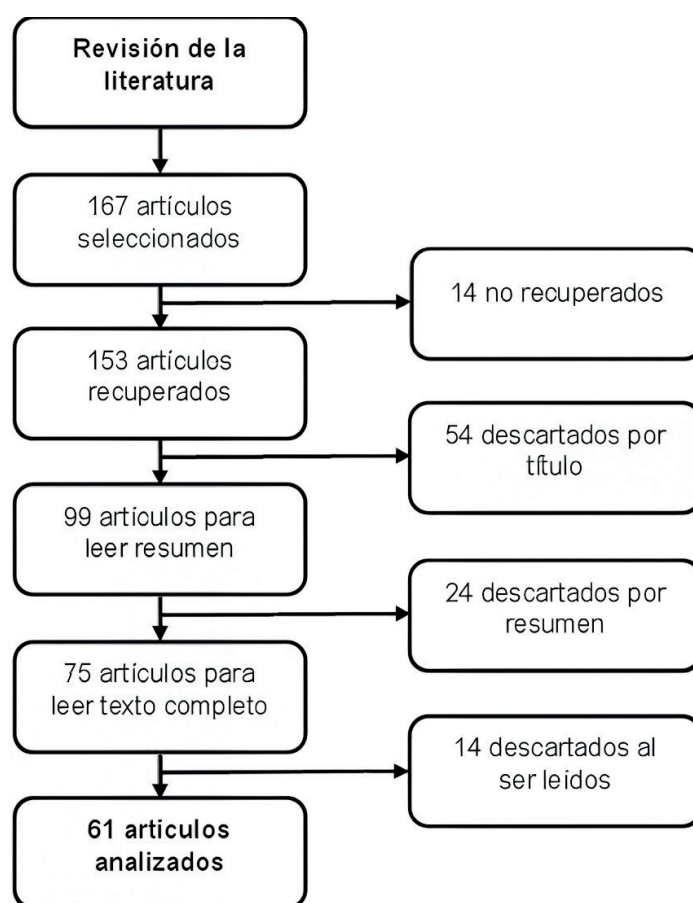 Revisión de la
literatura
167 artículos
seleccionados
14 no recuperados
153 artículos
recuperados
54 descartados por
título
99 artículos para
leer resumen
24 descartados por
resumen
75 artículos para
leer texto completo
14 descartados al
ser leídos
61 articulos
analizados